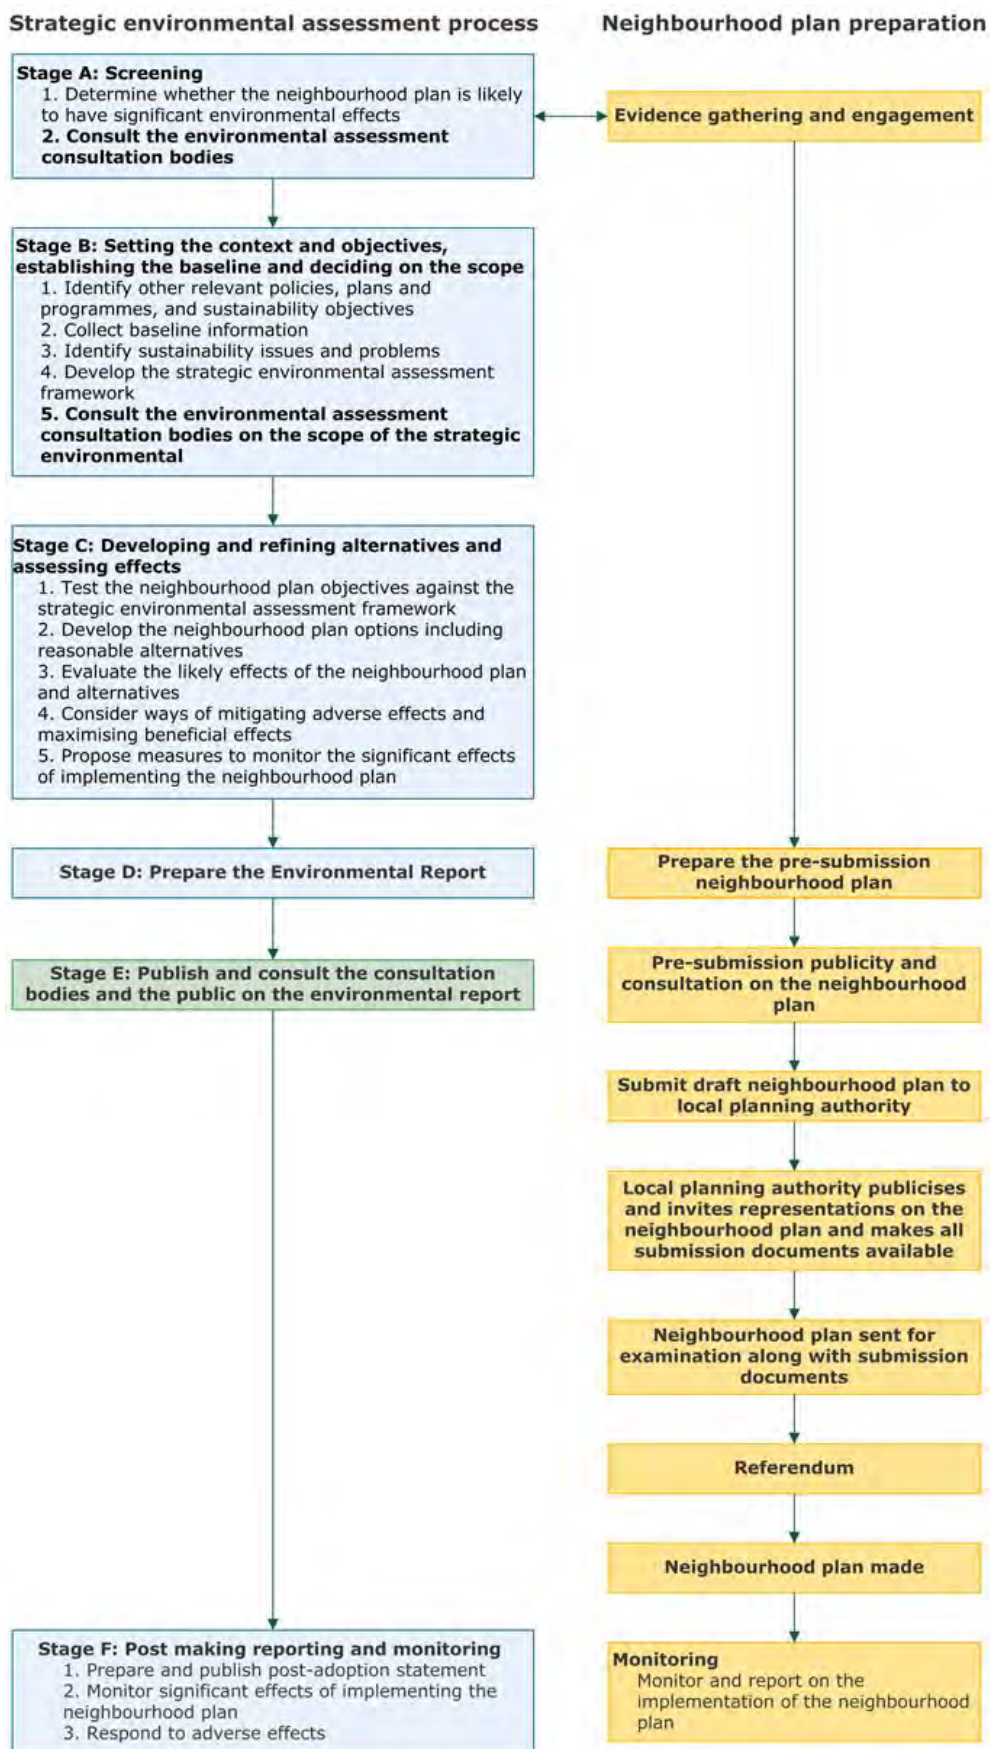 Strategic environmental assessment process
Neighbourhood plan preparation
Stage A: Screening
1. Determine whether the neighbourhood plan is likely
to have significant environmental effects
2. Consult the environmental assessment
consultation bodies
Evidence gathering and engagement
Stage B: Setting the context and objectives,
establishing the baseline and deciding on the scope
1. Identify other relevant policies, plans and
programmes, and sustainability objectives
2. Collect baseline information
3. Identify sustainability issues and problems
4. Develop the strategic environmental assessment
framework
5. Consult the environmental assessment
consultation bodies on the scope of the strategic
environmental
Stage C: Developing and refining alternatives and
assessing effects
1. Test the neighbourhood plan objectives against the
strategic environmental assessment framework
2. Develop the neighbourhood plan options including
reasonable alternatives
3. Evaluate the likely effects of the neighbourhood plan
and alternatives
4. Consider ways of mitigating adverse effects and
maximising beneficial effects
5. Propose measures to monitor the significant effects
of implementing the neighbourhood plan
Stage D: Prepare the Environmental Report
Prepare the pre-submission
neighbourhood plan
Stage E: Publish and consult the consultation
bodies and the public on the environmental report
Pre-submission publicity and
consultation on the neighbourhood
plan
Submit draft neighbourhood plan to
local planning authority
Local planning authority publicises
and invites representations on the
neighbourhood plan and makes all
submission documents available
Neighbourhood plan sent for
examination along with submission
documents
Referendum
Neighbourhood plan made
Stage F: Post making reporting and monitoring
1. Prepare and publish post-adoption statement
2. Monitor significant effects of implementing the
neighbourhood plan
3. Respond to adverse effects
Monitoring
Monitor and report on the
implementation of the neighbourhood
plan